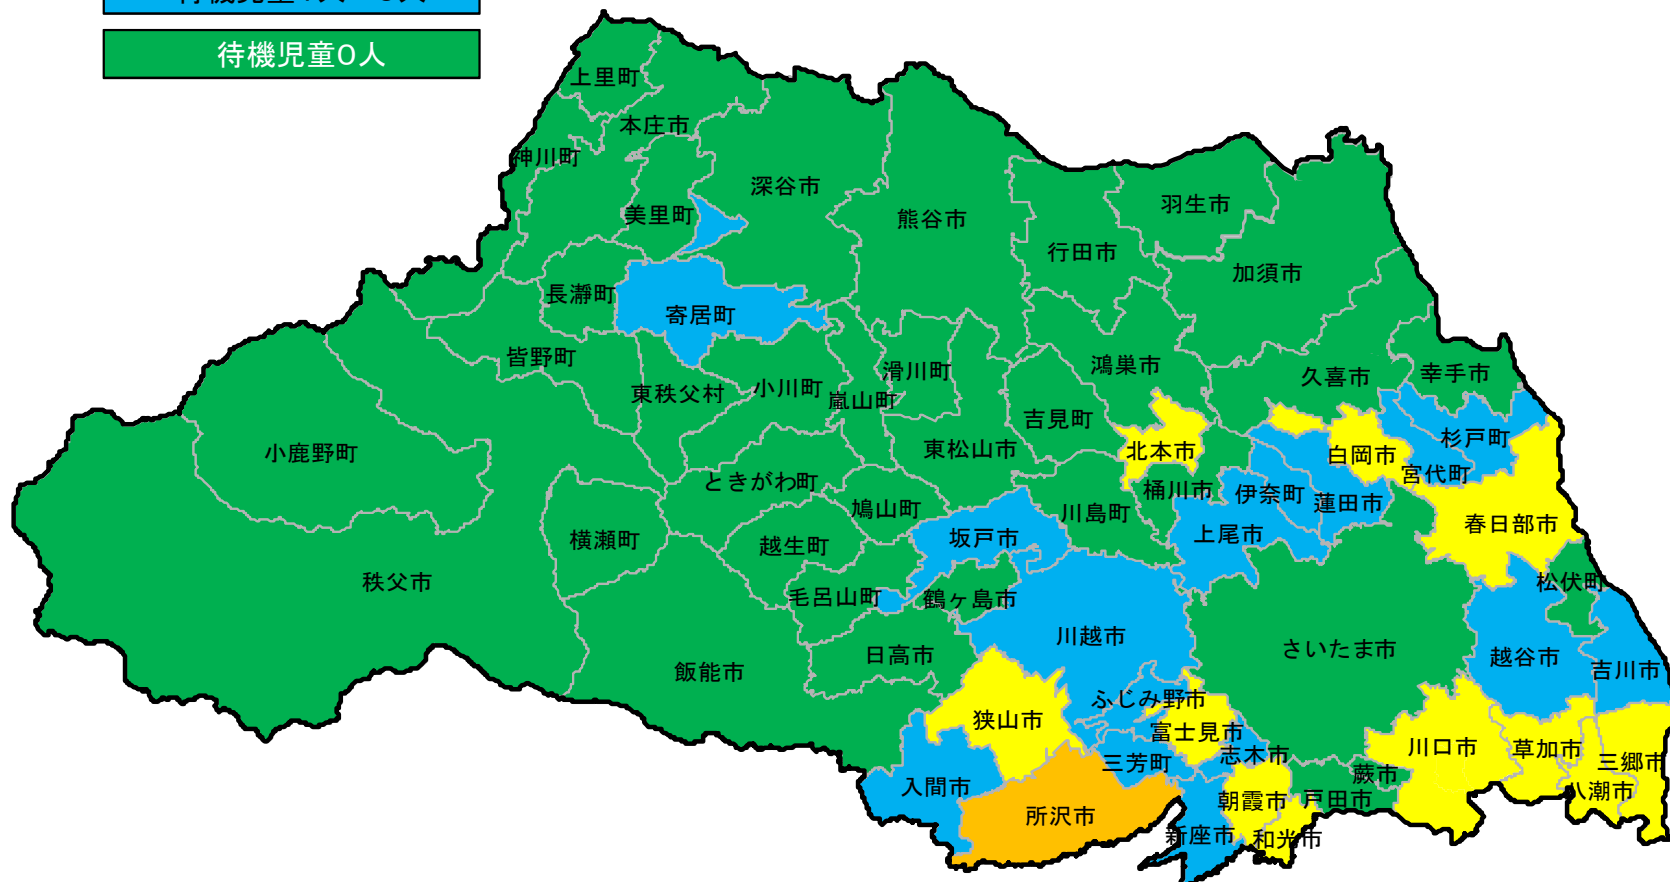 待機児童0人
上里町
本庄市
神川町
深谷市
美里町
熊谷市
羽生市
行田市
加須市
長瀞町
寄居町
皆野町
東秩父村
小川町
嵐山町
滑川町
鴻巣市
吉見町
久喜市
幸手市
小鹿野町
東松山市
北本市
杉戸町
白岡市
宮代町
ときがわ町
鳩山町
川島町
桶川市
伊奈町
蓮田市
春日部市
横瀬町
越生町
坂戸市
上尾市
秩父市
毛呂山町
鶴ヶ島市
松伏町
川越市
さいたま市
越谷市
吉川市
日高市
飯能市
ふじみ野市
狭山市
富士見市
志木市
川口市
草加市
三郷市
三芳町
入間市
蕨市
朝霞市
戸田市
八潮市
所沢市
新座市
和光市